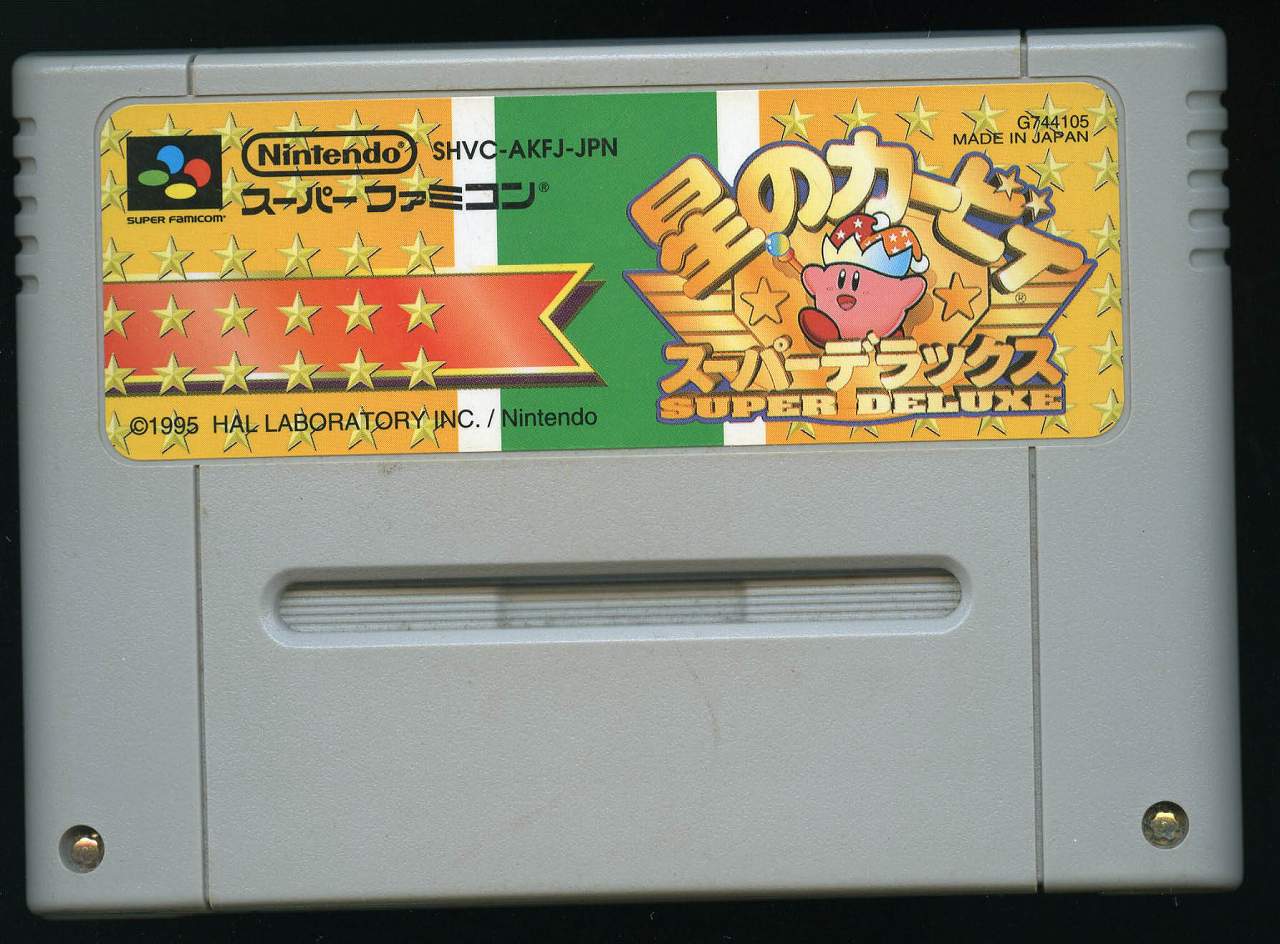 G744105
MADE IN JAPAN
Nintendo® SHVC-AKFJ-JPN
スーパーファミコン®
SUPER FAMICOM
星のカービィ®
スーパーデラックス
SUPER DELUXE
©1995 HAL LABORATORY INC. / Nintendo